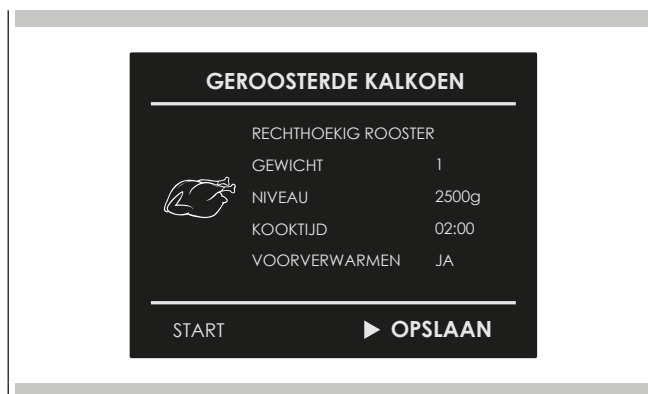 GEROOSTERDE KALKOEN
RECHTHOEKIG ROOSTER
GEWICHT 1
NIVEAU 2500g
KOOKTIJD 02:00
VOORVERWARMEN JA
START ▶ OPSLAAN